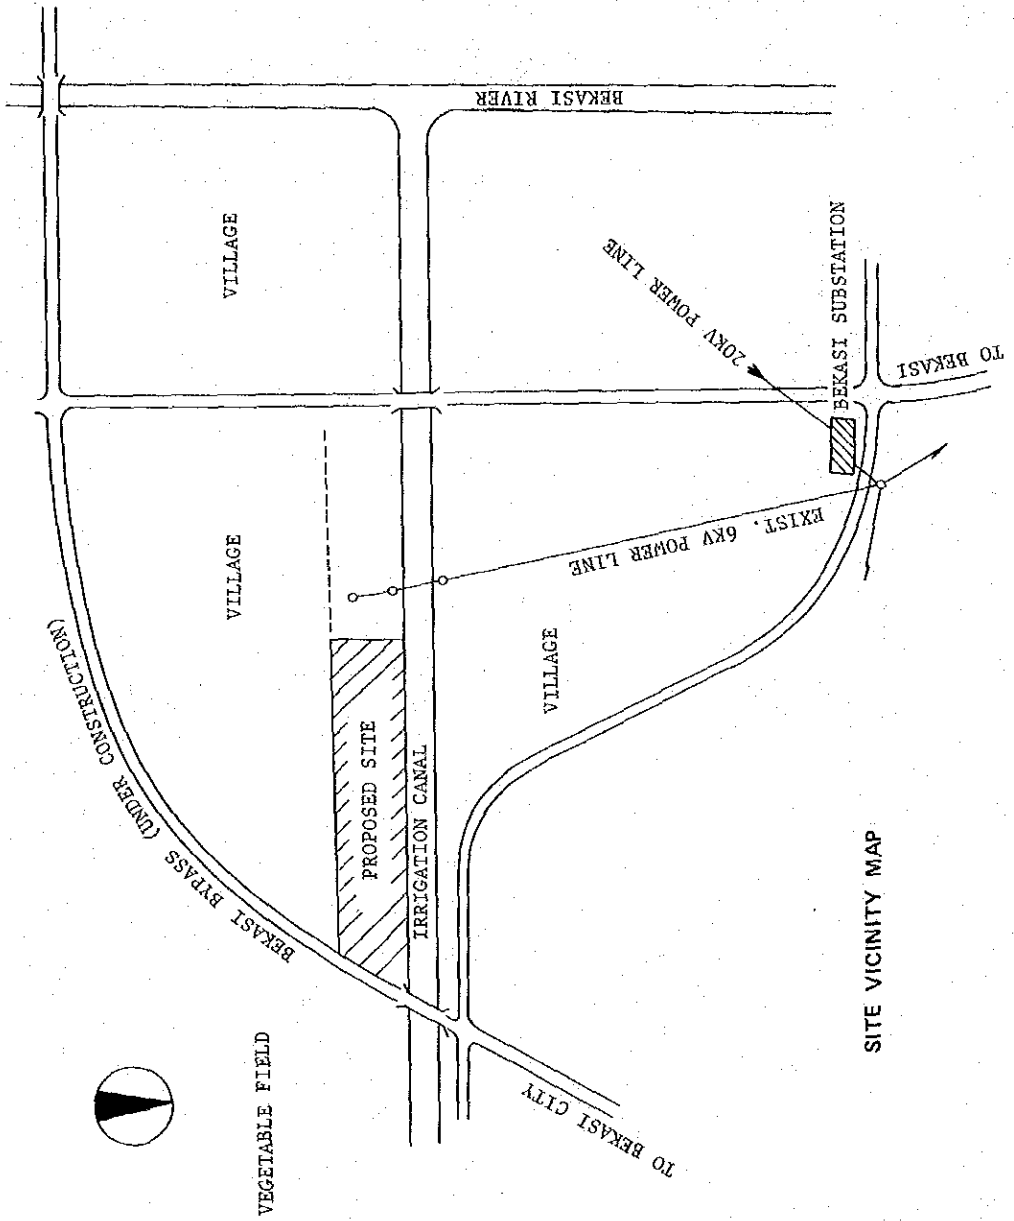 BEKASI RIVER
VILLAGE
20KV POWER LINE
BEKASI SUBSTATION
TO BEKASI
VILLAGE
EXIST. 6KV POWER LINE
VILLAGE
BEKASI BYPASS (UNDER CONSTRUCTION)
PROPOSED SITE
IRRIGATION CANAL
VEGETABLE FIELD
TO BEKASI CITY
SITE VICINITY MAP